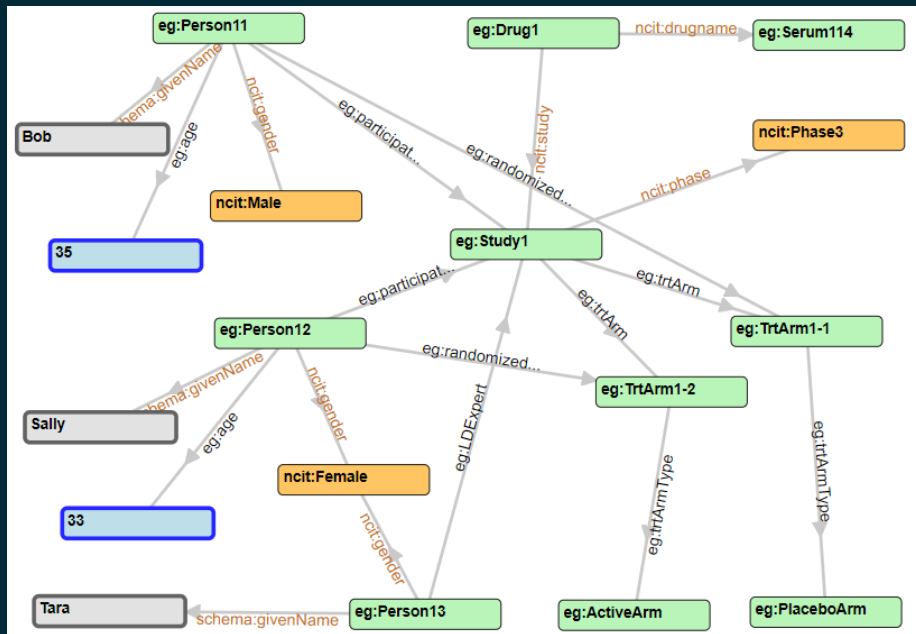 eg:Person11
eg:Drug1
ncit:drugname
eg:Serum114
hema:givenName
ncit:gender
Bob
eg:age
eg:participat...
eg:randomized...
ncit:study
ncit:Phase3
ncit:phase
ncit:Male
35
eg:Study1
eg:participat...
eg:trtArm
eg:trtArm
eg:Person12
eg:TrtArm1-1
eg:randomized...
chema:givenName
ncit:gender
eg:TrtArm1-2
Sally
eg:age
eg:LDExpert
ncit:Female
eg:trtArmType
eg:trtArmType
33
ncit:gender
Tara
schema:givenName
eg:Person13
eg:ActiveArm
eg:PlaceboArm